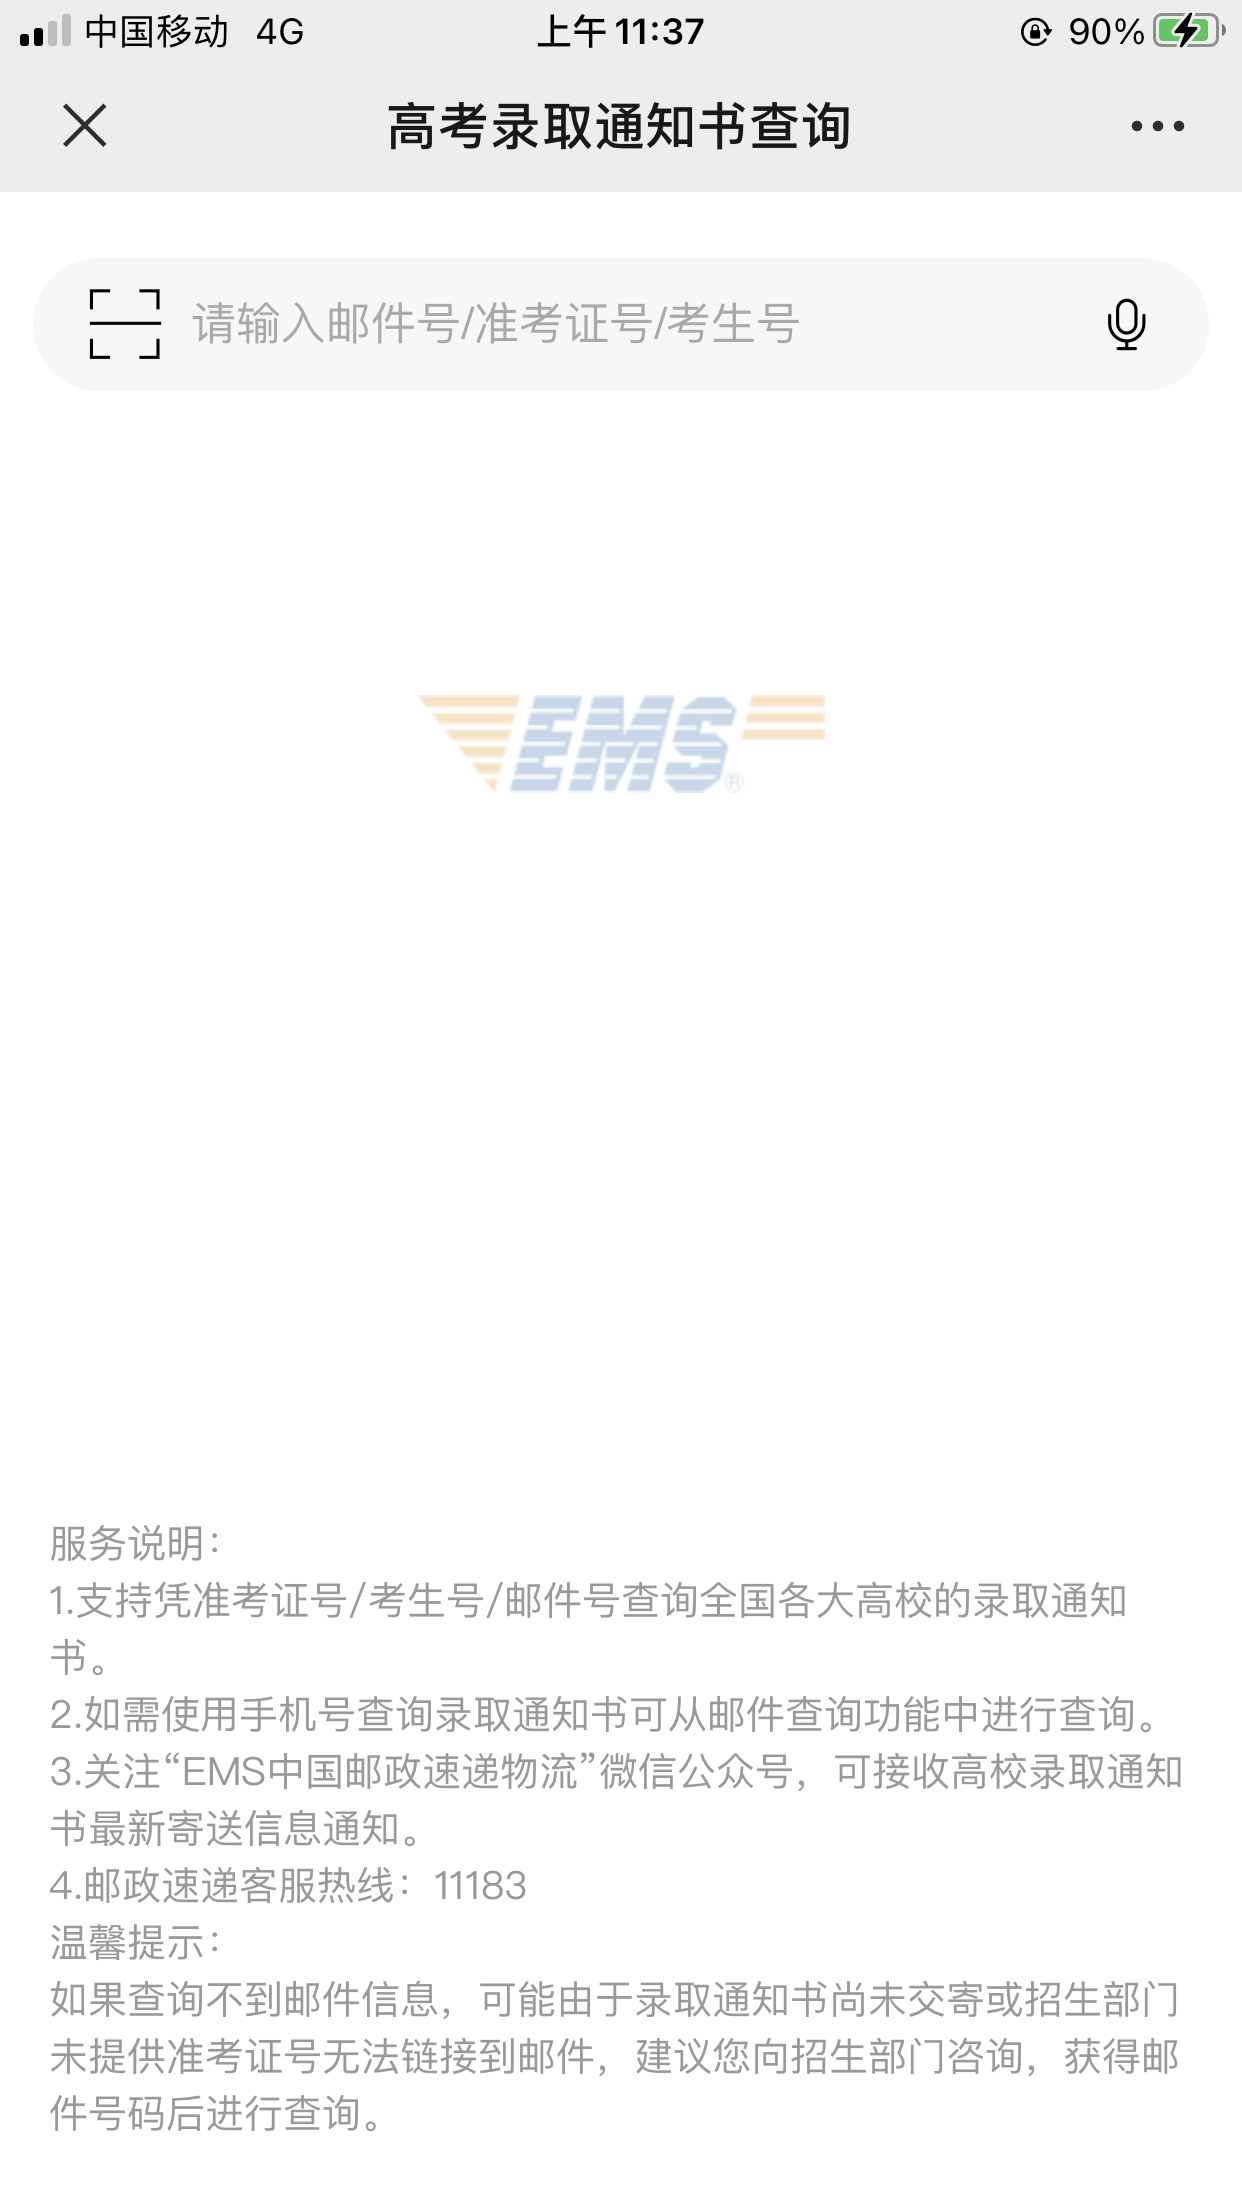 中国移动 4G 上午11:37 90%
高考录取通知书查询
请输入邮件号/准考证号/考生号
EMS®
服务说明：
1.支持凭准考证号/考生号/邮件号查询全国各大高校的录取通知
书。
2.如需使用手机号查询录取通知书可从邮件查询功能中进行查询。
3.关注“EMS中国邮政速递物流”微信公众号，可接收高校录取通知
书最新寄送信息通知。
4.邮政速递客服热线：11183
温馨提示：
如果查询不到邮件信息，可能由于录取通知书尚未交寄或招生部门
未提供准考证号无法链接到邮件，建议您向招生部门咨询，获得邮
件号码后进行查询。